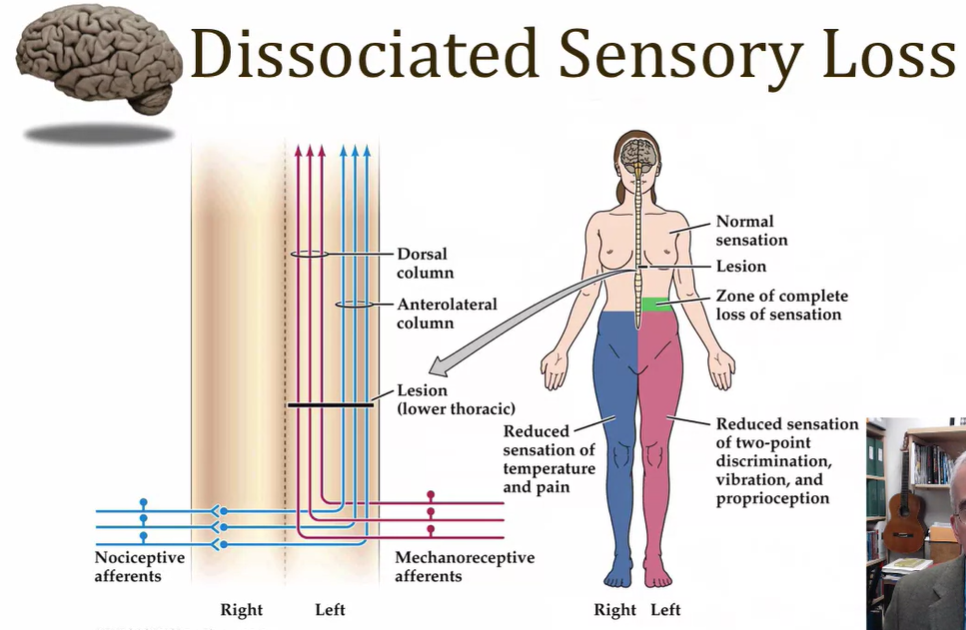 Dissociated Sensory Loss
Dorsal
column
Anterolateral
column
Lesion
(lower thoracic)
Nociceptive
afferents
Mechanoreceptive
afferents
Right
Left
Normal
sensation
Lesion
Zone of complete
loss of sensation
Reduced
sensation of
temperature
and pain
Reduced sensation
of two-point
discrimination,
vibration, and
proprioception
Right
Left